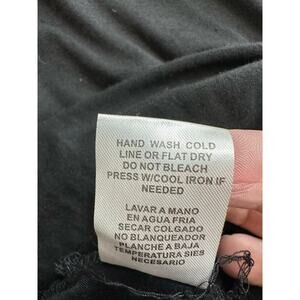 HAND WASH COLD
LINE OR FLAT DRY
DO NOT BLEACH
PRESS W/COOL IRON IF
NEEDED
LAVAR A MANO
EN AGUA FRIA
SECAR COLGADO
NO BLANQUEADOR
PLANCHE A BAJA
TEMPERATURA SIES
NECESARIO